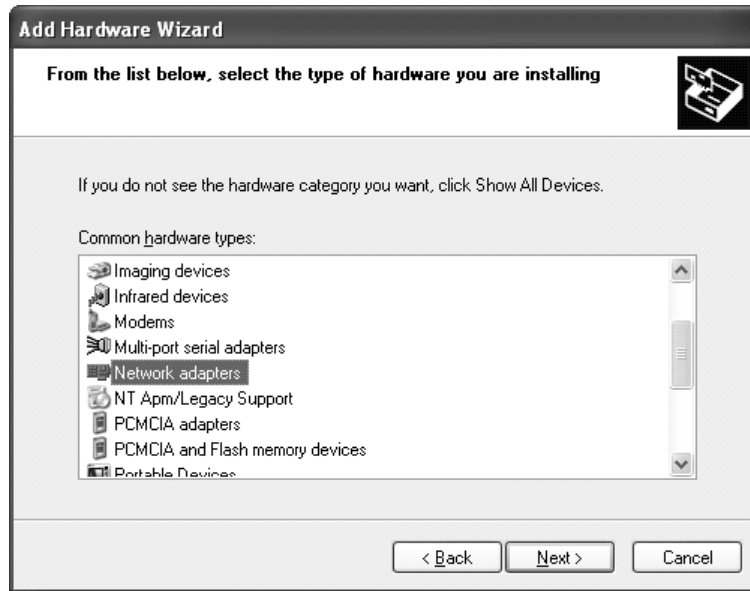 Add Hardware Wizard
From the list below, select the type of hardware you are installing
If you do not see the hardware category you want, click Show All Devices.
Common hardware types:
Imaging devices
Infrared devices
Modems
Multi-port serial adapters
Network adapters
NT Apm/Legacy Support
PCMCIA adapters
PCMCIA and Flash memory devices
Portable Devices
< Back Next > Cancel